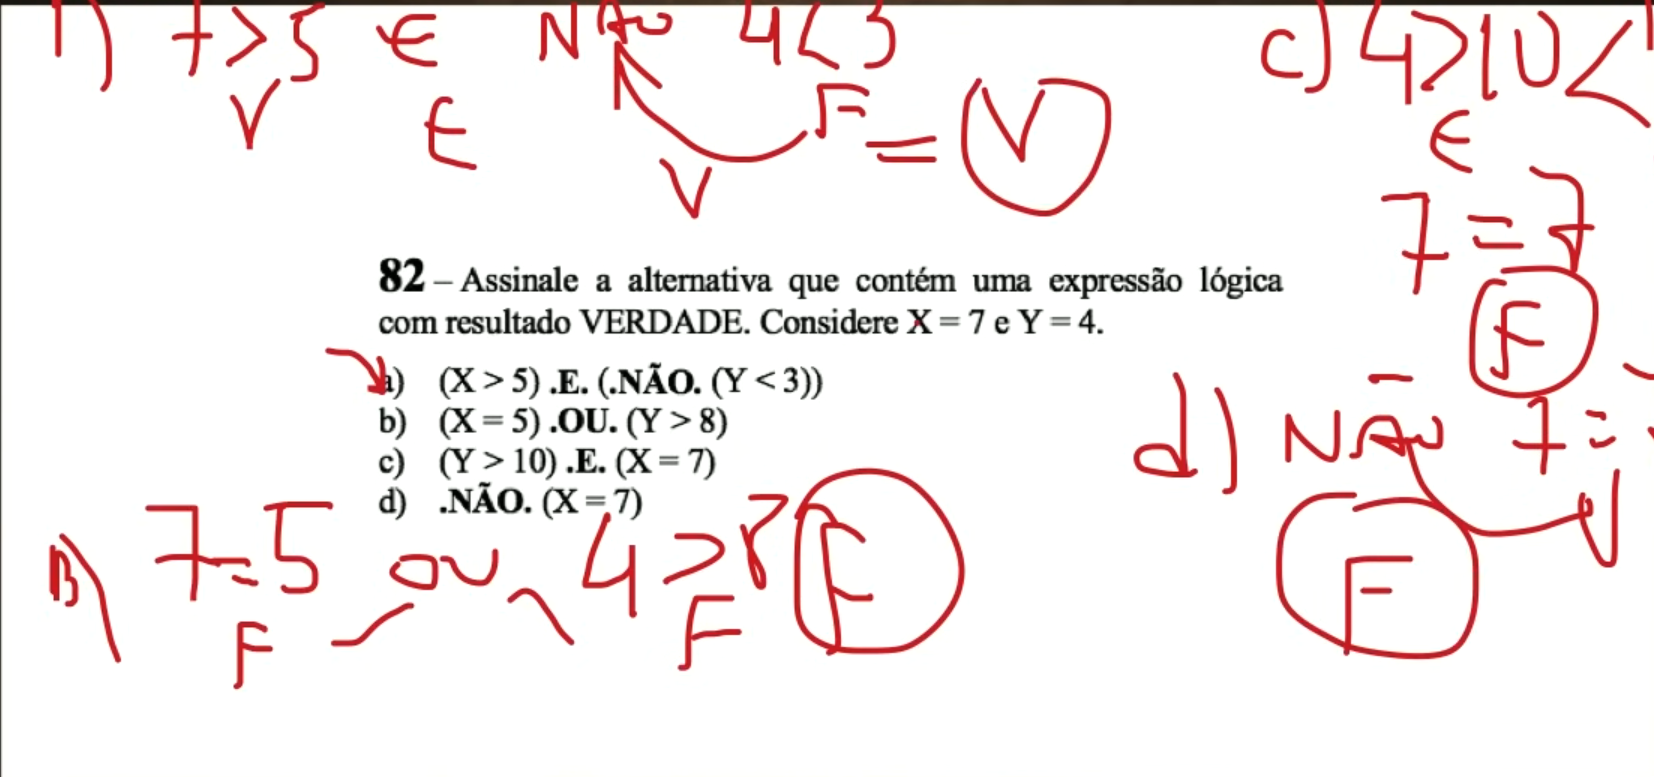 1) 7>5 E NÃO 4<3
C) 4>10
V E F = V
V
E
7 = 7
F
82 – Assinale a alternativa que contém uma expressão lógica
com resultado VERDADE. Considere X = 7 e Y = 4.
a) (X > 5) .E. (.NÃO. (Y < 3))
b) (X = 5) .OU. (Y > 8)
c) (Y > 10) .E. (X = 7)
d) .NÃO. (X = 7)
d) NÃO 7 =
V
F
B) 7=5 OU 4>8 F
F F